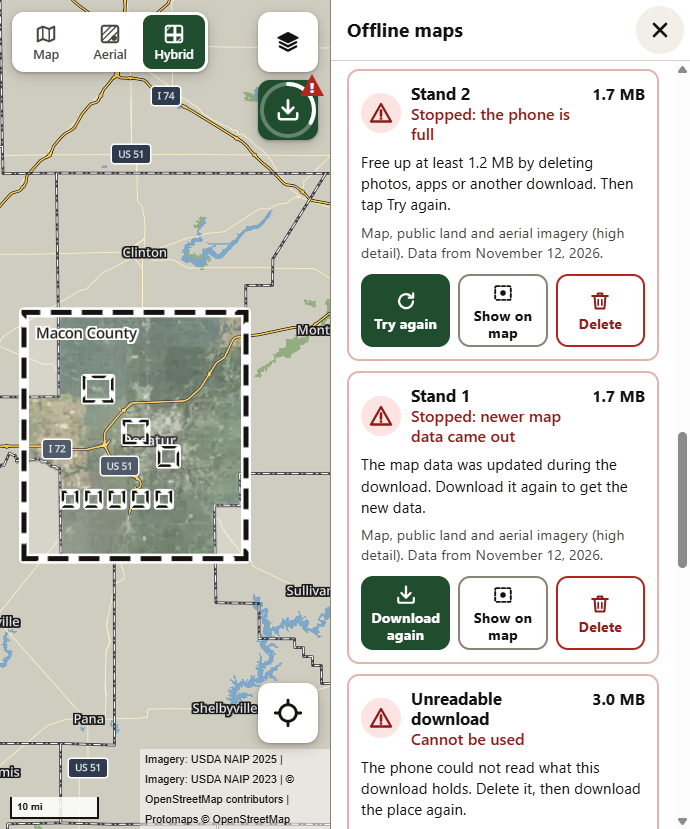 Map
Aerial
Hybrid
I 74
US 51
Clinton
Macon County
Mont
I 72
US 51
Sullivan
ville
Shelbyville
Pana
US 51
mis
10 mi
Imagery: USDA NAIP 2025 |
Imagery: USDA NAIP 2023 | ©
OpenStreetMap contributors |
Protomaps © OpenStreetMap
Offline maps
Stand 2
1.7 MB
Stopped: the phone is
full
Free up at least 1.2 MB by deleting
photos, apps or another download. Then
tap Try again.
Map, public land and aerial imagery (high
detail). Data from November 12, 2026.
Try again
Show on
map
Delete
Stand 1
1.7 MB
Stopped: newer map
data came out
The map data was updated during the
download. Download it again to get the
new data.
Map, public land and aerial imagery (high
detail). Data from November 12, 2026.
Download
again
Show on
map
Delete
Unreadable
download
3.0 MB
Cannot be used
The phone could not read what this
download holds. Delete it, then download
the place again.